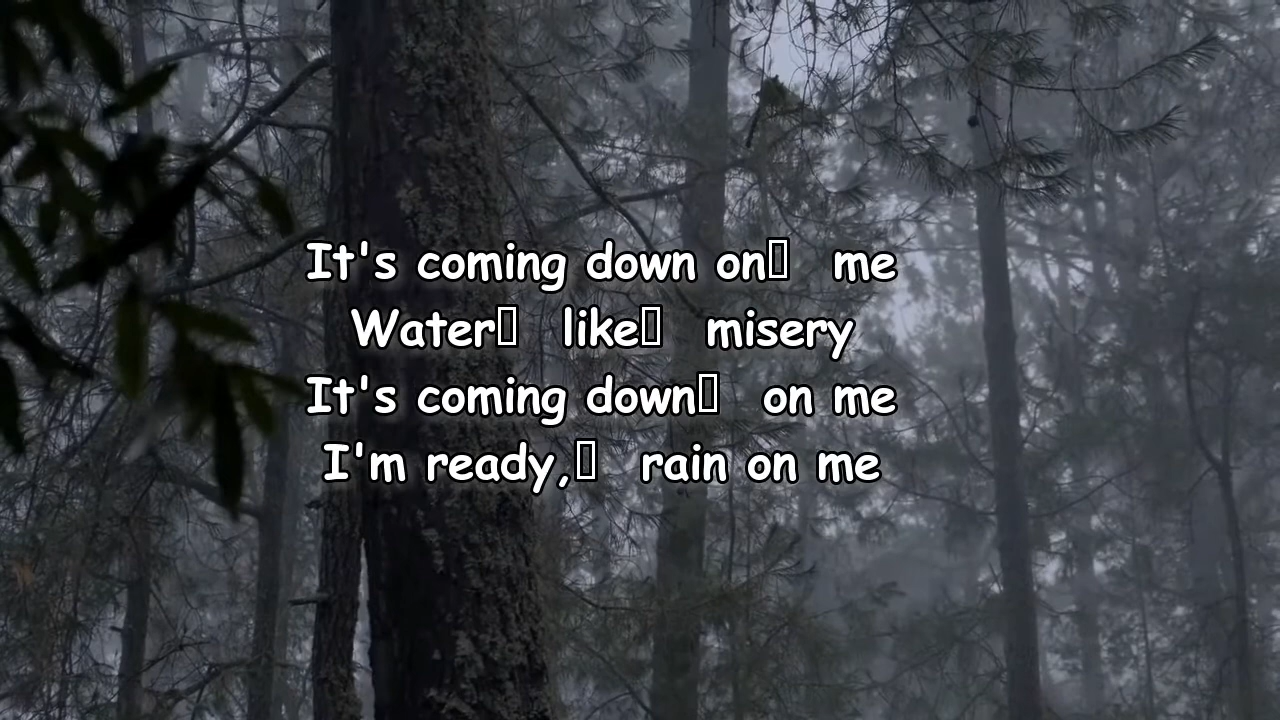 It's coming down on me
Water like misery
It's coming down on me
I'm ready, rain on me